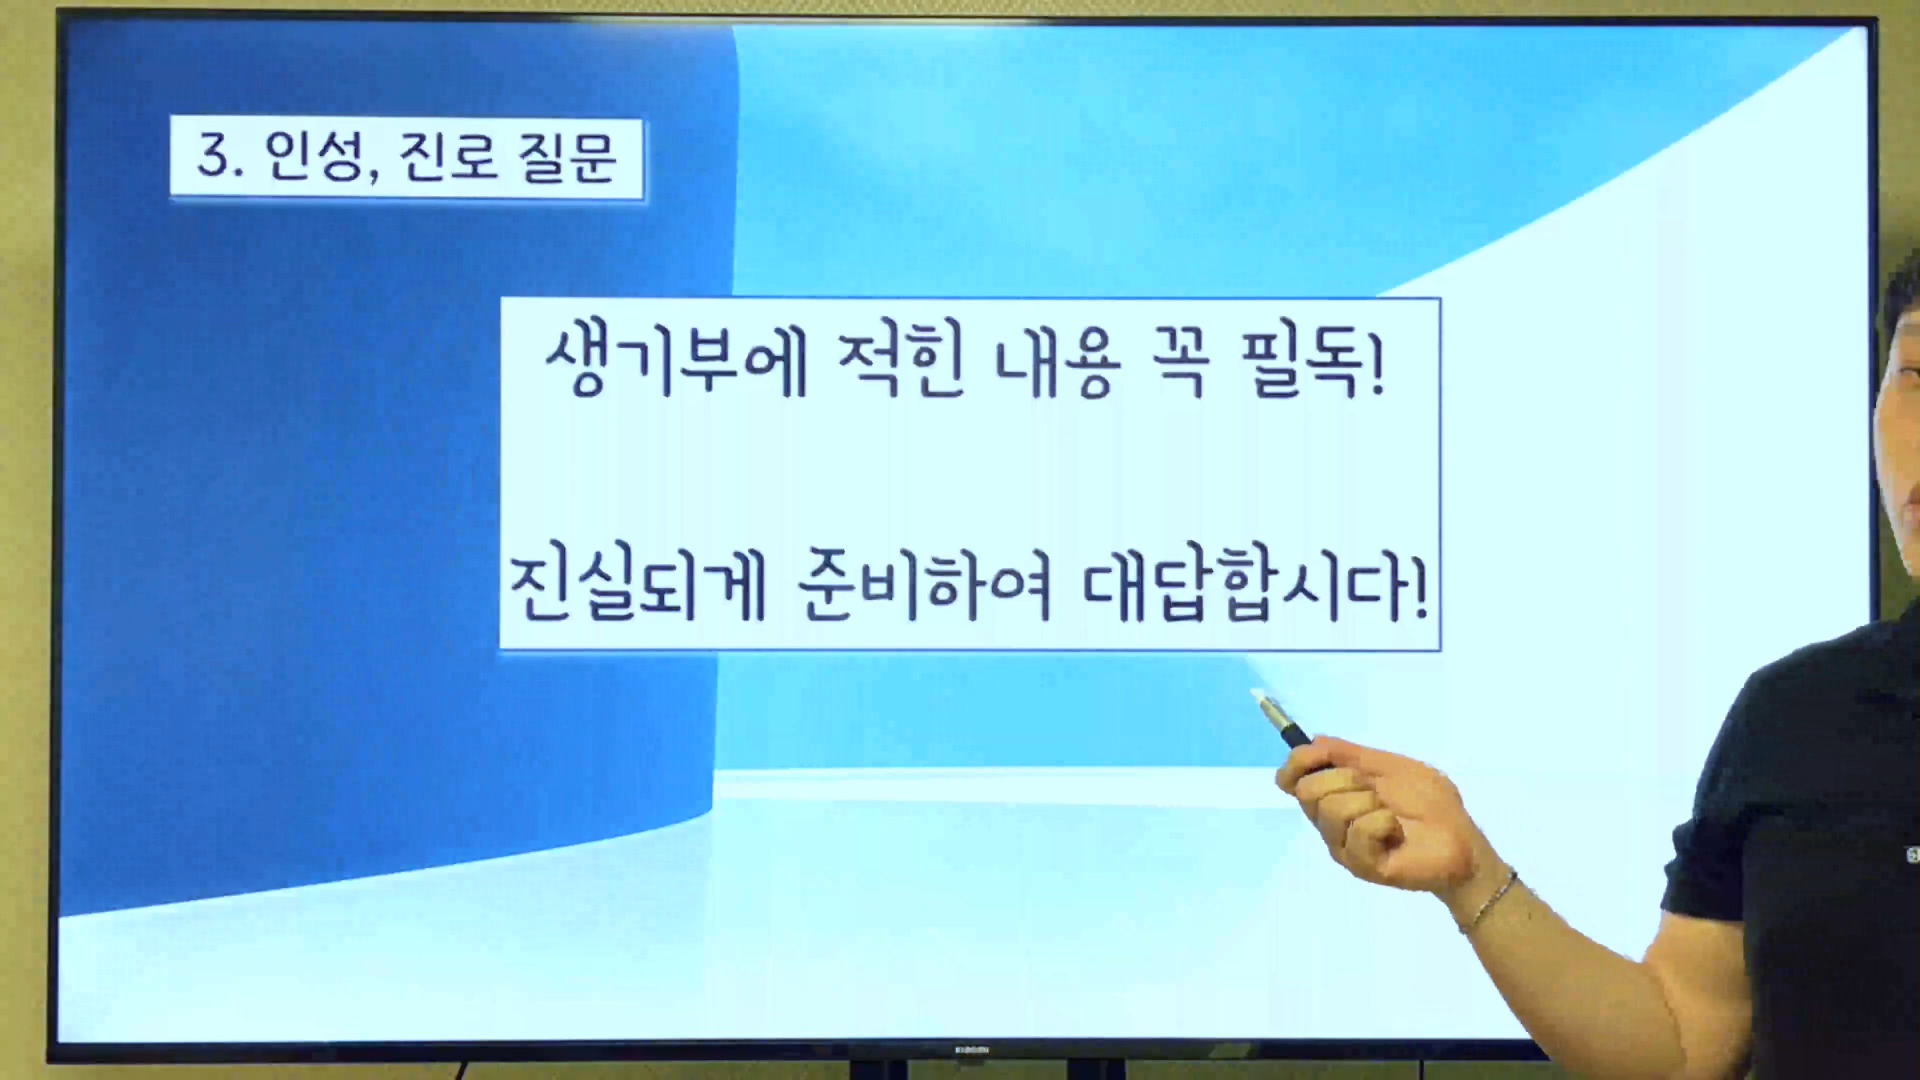 3. 인성, 진로 질문
생기부에 적힌 내용 꼭 필독!
진실되게 준비하여 대답합시다!
XIAOMI